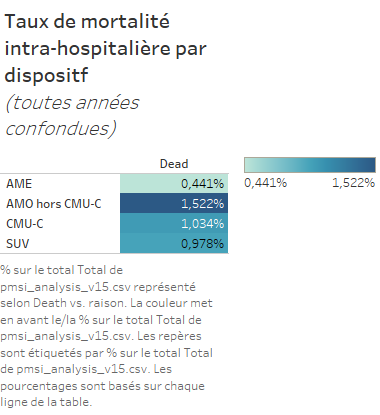 Taux de mortalité
intra-hospitalière par
dispositf
(toutes années
confondues)
Dead
AME 0,441%
AMO hors CMU-C 1,522%
CMU-C 1,034%
SUV 0,978%
0,441% 1,522%
% sur le total Total de
pmsi_analysis_v15.csv représenté
selon Death vs. raison. La couleur met
en avant le/la % sur le total Total de
pmsi_analysis_v15.csv. Les repères
sont étiquetés par % sur le total Total
de pmsi_analysis_v15.csv. Les
pourcentages sont basés sur chaque
ligne de la table.